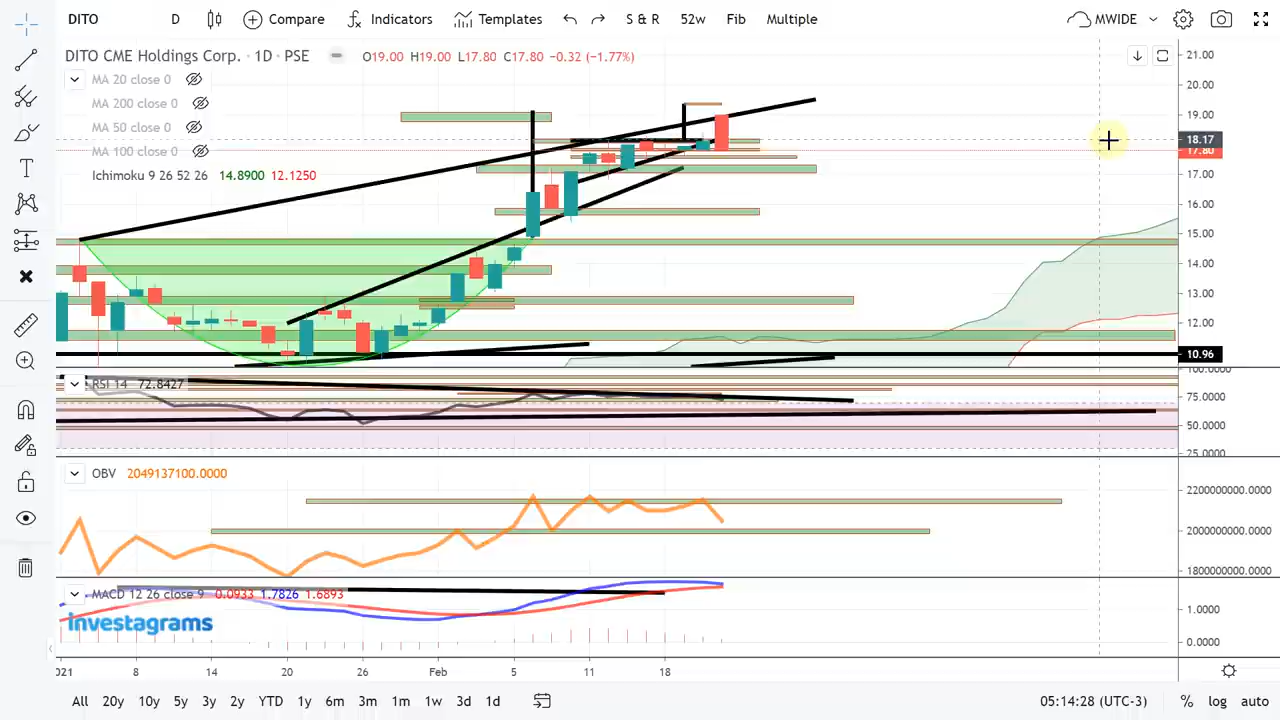 DITO D Compare Indicators Templates S & R 52w Fib Multiple MWIDE
DITO CME Holdings Corp. · 1D · PSE O19.00 H19.00 L17.80 C17.80 −0.32 (−1.77%)
MA 20 close 0
MA 200 close 0
MA 50 close 0
MA 100 close 0
Ichimoku 9 26 52 26 14.8900 12.1250
21.00
20.00
19.00
18.17
17.80
17.00
16.00
15.00
14.00
13.00
12.00
10.96
RSI 14 72.8427
100.0000
75.0000
50.0000
25.0000
OBV 2049137100.0000
2200000000.0000
2000000000.0000
1800000000.0000
MACD 12 26 close 9 0.0933 1.7826 1.6893
1.0000
0.0000
Investagrams
021 8 14 20 26 Feb 5 11 18
All 20y 10y 5y 3y 2y YTD 1y 6m 3m 1m 1w 3d 1d 05:14:28 (UTC-3) % log auto